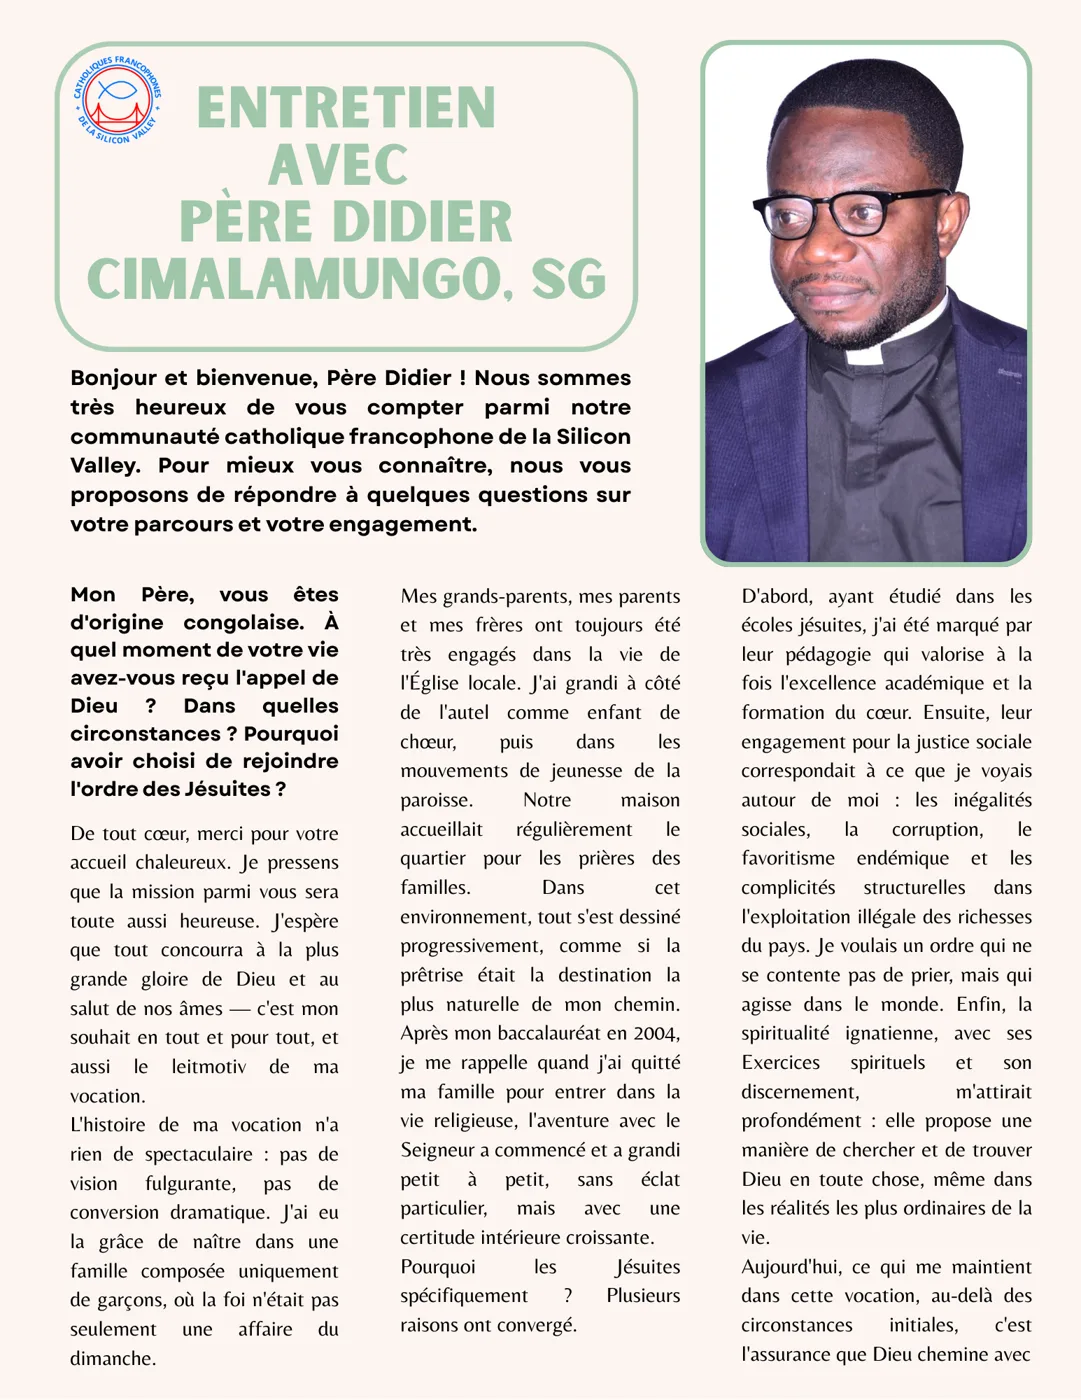 CATHOLIQUES FRANCOPHONES
DE LA SILICON VALLEY
ENTRETIEN
AVEC
PÈRE DIDIER
CIMALAMUNGO, SG
Bonjour et bienvenue, Père Didier ! Nous sommes
très heureux de vous compter parmi notre
communauté catholique francophone de la Silicon
Valley. Pour mieux vous connaître, nous vous
proposons de répondre à quelques questions sur
votre parcours et votre engagement.
Mon Père, vous êtes
d'origine congolaise. À
quel moment de votre vie
avez-vous reçu l'appel de
Dieu ? Dans quelles
circonstances ? Pourquoi
avoir choisi de rejoindre
l'ordre des Jésuites ?
De tout cœur, merci pour votre
accueil chaleureux. Je pressens
que la mission parmi vous sera
toute aussi heureuse. J'espère
que tout concourra à la plus
grande gloire de Dieu et au
salut de nos âmes — c'est mon
souhait en tout et pour tout, et
aussi le leitmotiv de ma
vocation.
L'histoire de ma vocation n'a
rien de spectaculaire : pas de
vision fulgurante, pas de
conversion dramatique. J'ai eu
la grâce de naître dans une
famille composée uniquement
de garçons, où la foi n'était pas
seulement une affaire du
dimanche.
Mes grands-parents, mes parents
et mes frères ont toujours été
très engagés dans la vie de
l'Église locale. J'ai grandi à côté
de l'autel comme enfant de
chœur, puis dans les
mouvements de jeunesse de la
paroisse. Notre maison
accueillait régulièrement le
quartier pour les prières des
familles. Dans cet
environnement, tout s'est dessiné
progressivement, comme si la
prêtrise était la destination la
plus naturelle de mon chemin.
Après mon baccalauréat en 2004,
je me rappelle quand j'ai quitté
ma famille pour entrer dans la
vie religieuse, l'aventure avec le
Seigneur a commencé et a grandi
petit à petit, sans éclat
particulier, mais avec une
certitude intérieure croissante.
Pourquoi les Jésuites
spécifiquement ? Plusieurs
raisons ont convergé.
D'abord, ayant étudié dans les
écoles jésuites, j'ai été marqué par
leur pédagogie qui valorise à la
fois l'excellence académique et la
formation du cœur. Ensuite, leur
engagement pour la justice sociale
correspondait à ce que je voyais
autour de moi : les inégalités
sociales, la corruption, le
favoritisme endémique et les
complicités structurelles dans
l'exploitation illégale des richesses
du pays. Je voulais un ordre qui ne
se contente pas de prier, mais qui
agisse dans le monde. Enfin, la
spiritualité ignatienne, avec ses
Exercices spirituels et son
discernement, m'attirait
profondément : elle propose une
manière de chercher et de trouver
Dieu en toute chose, même dans
les réalités les plus ordinaires de la
vie.
Aujourd'hui, ce qui me maintient
dans cette vocation, au-delà des
circonstances initiales, c'est
l'assurance que Dieu chemine avec